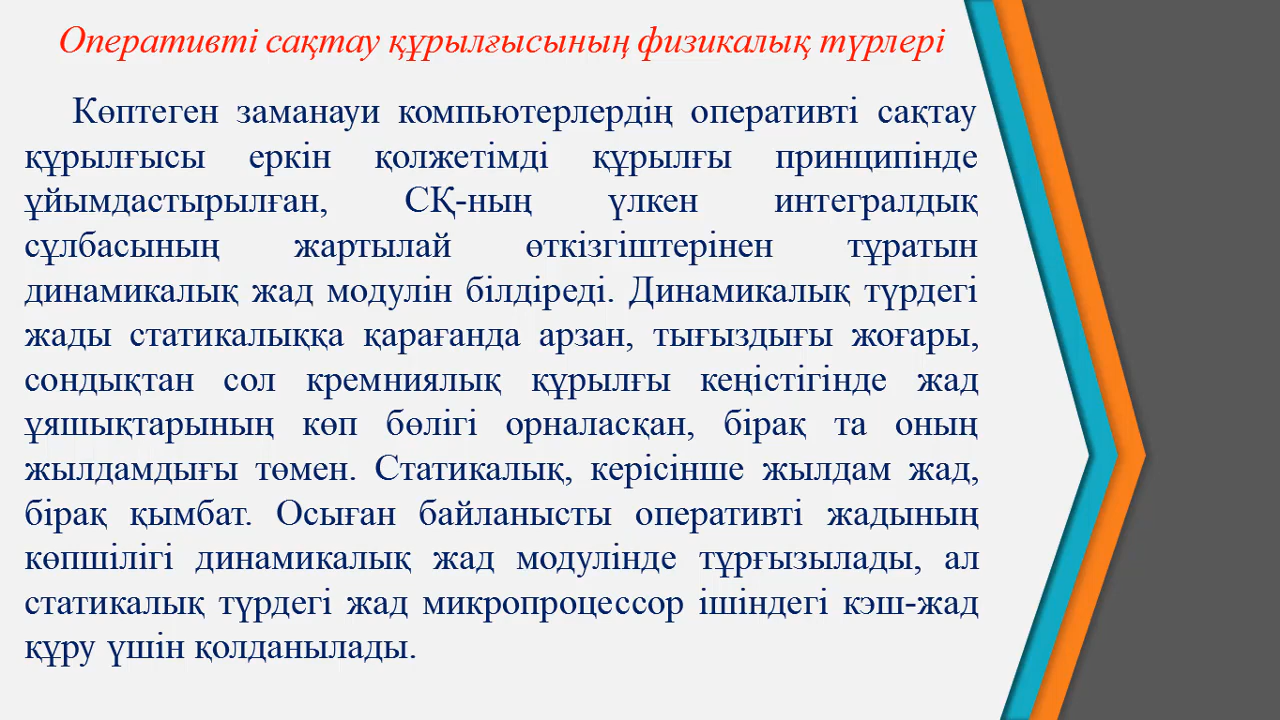 Оперативті сақтау құрылғысының физикалық түрлері
Көптеген заманауи компьютерлердің оперативті сақтау
құрылғысы еркін қолжетімді құрылғы принципінде
ұйымдастырылған, СҚ-ның үлкен интегралдық
сұлбасының жартылай өткізгіштерінен тұратын
динамикалық жад модулін білдіреді. Динамикалық түрдегі
жады статикалыққа қарағанда арзан, тығыздығы жоғары,
сондықтан сол кремниялық құрылғы кеңістігінде жад
ұяшықтарының көп бөлігі орналасқан, бірақ та оның
жылдамдығы төмен. Статикалық, керісінше жылдам жад,
бірақ қымбат. Осыған байланысты оперативті жадының
көпшілігі динамикалық жад модулінде тұрғызылады, ал
статикалық түрдегі жад микропроцессор ішіндегі кэш-жад
құру үшін қолданылады.